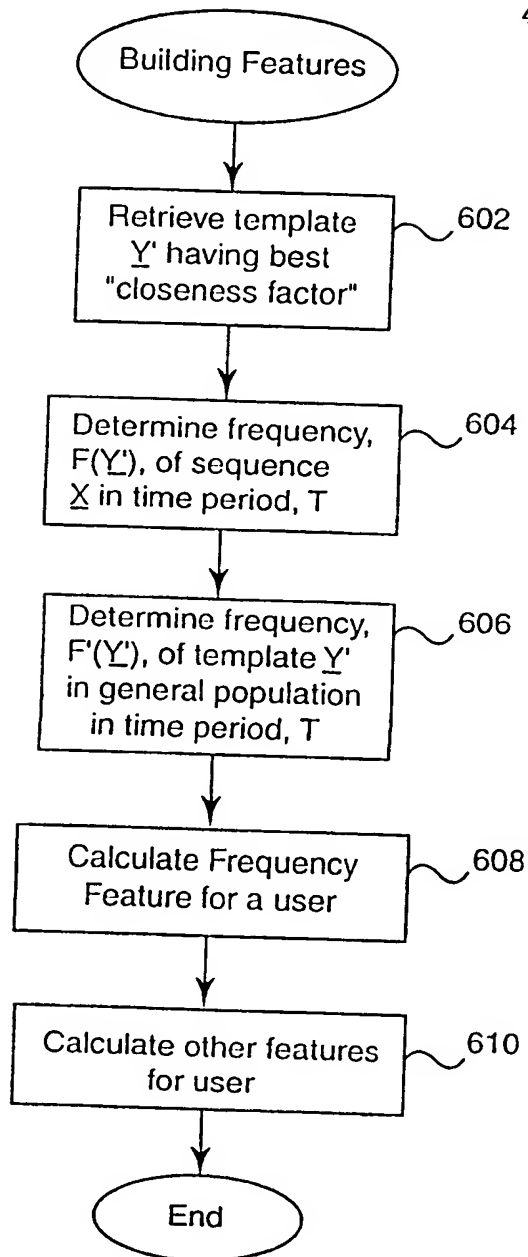 4
Building Features
Retrieve template
Y' having best
"closeness factor"
602
Determine frequency,
F(Y'), of sequence
X in time period, T
604
Determine frequency,
F'(Y'), of template Y'
in general population
in time period, T
606
Calculate Frequency
Feature for a user
608
Calculate other features
for user
610
End